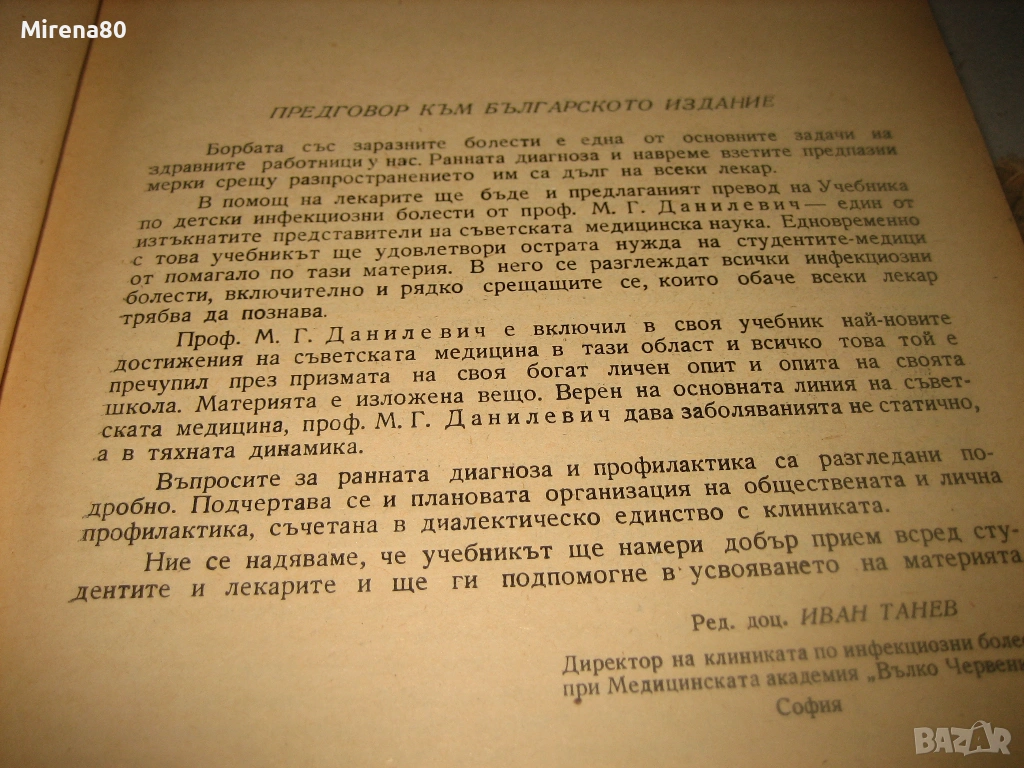 Mirena80
ПРЕДГОВОР КЪМ БЪЛГАРСКОТО ИЗДАНИЕ
Борбата със заразните болести е една от основните задачи на
здравните работници у нас. Ранната диагноза и навреме взетите предпазни
мерки срещу разпространението им са дълг на всеки лекар.
В помощ на лекарите ще бъде и предлаганият превод на Учебника
по детски инфекциозни болести от проф. М. Г. Данилевич — един от
изтъкнатите представители на съветската медицинска наука. Едновременно
с това учебникът ще удовлетвори острата нужда на студентите-медици
от помагало по тази материя. В него се разглеждат всички инфекциозни
болести, включително и рядко срещащите се, които обаче всеки лекар
трябва да познава.
Проф. М. Г. Данилевич е включил в своя учебник най-новите
достижения на съветската медицина в тази област и всичко това той е
пречупил през призмата на своя богат личен опит и опита на своята
школа. Материята е изложена вещо. Верен на основната линия на съвет-
ската медицина, проф. М. Г. Данилевич дава заболяванията не статично,
а в тяхната динамика.
Въпросите за ранната диагноза и профилактика са разгледани по-
дробно. Подчертава се и плановата организация на обществената и лична
профилактика, съчетана в диалектическо единство с клиниката.
Ние се надяваме, че учебникът ще намери добър прием всред сту-
дентите и лекарите и ще ги подпомогне в усвояването на материята
Ред. доц. ИВАН ТАНЕВ
Директор на клиниката по инфекциозни боле
при Медицинската академия „Вълко Червен
София
BAZAR